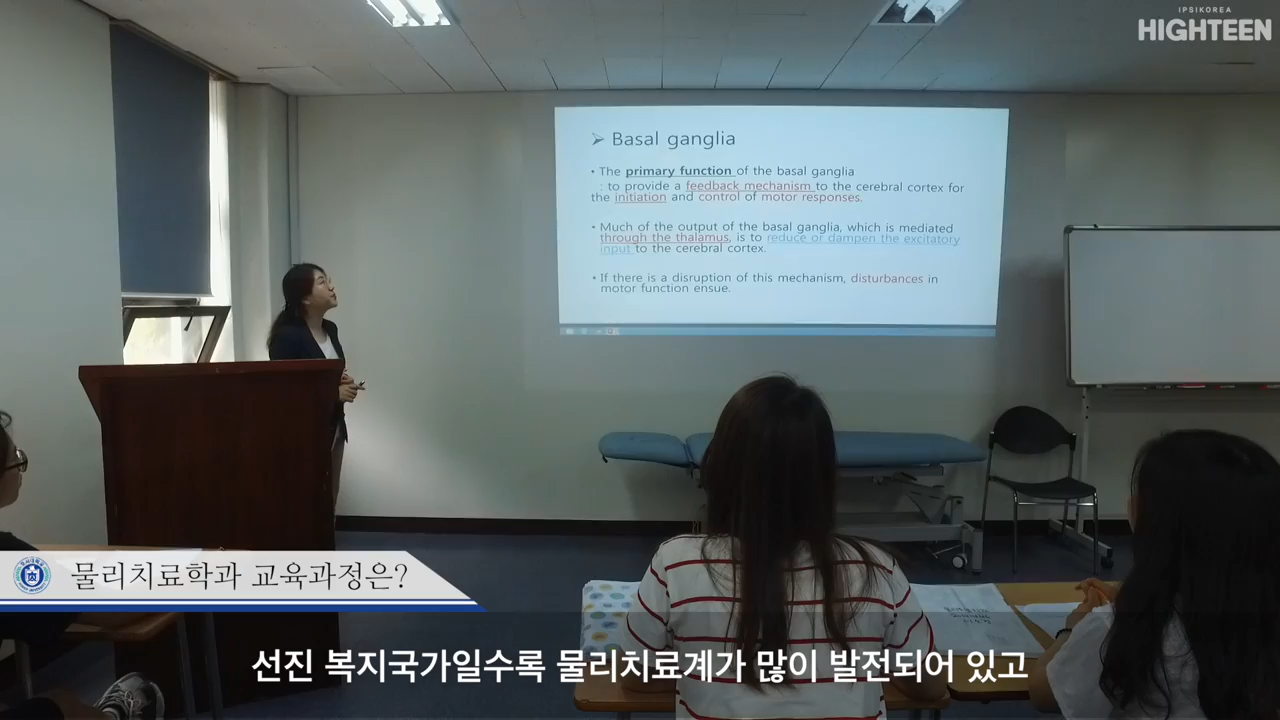 IPSIKOREA
HIGHTEEN
➢ Basal ganglia
• The primary function of the basal ganglia
: to provide a feedback mechanism to the cerebral cortex for
the initiation and control of motor responses.
• Much of the output of the basal ganglia, which is mediated
through the thalamus, is to reduce or dampen the excitatory
input to the cerebral cortex.
• If there is a disruption of this mechanism, disturbances in
motor function ensue.
물리치료학과 교육과정은?
선진 복지국가일수록 물리치료계가 많이 발전되어 있고